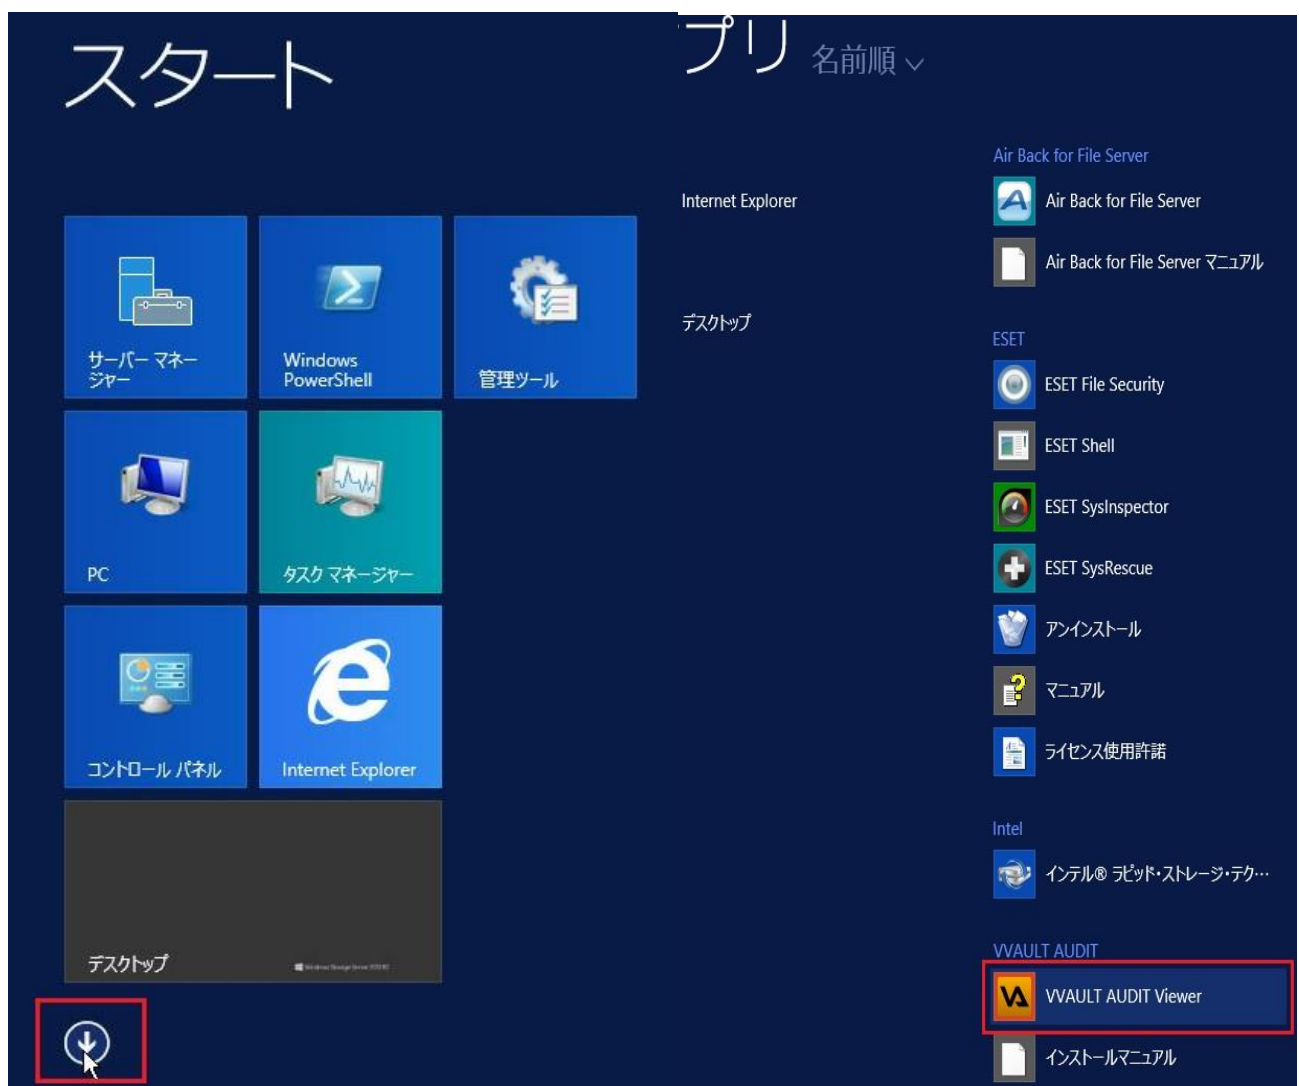 スタート
サーバー マネー
ジャー
Windows
PowerShell
管理ツール
PC
タスク マネージャー
コントロール パネル
Internet Explorer
デスクトップ
プリ 名前順
Internet Explorer
デスクトップ
Air Back for File Server
Air Back for File Server
Air Back for File Server マニュアル
ESET
ESET File Security
ESET Shell
ESET SysInspector
ESET SysRescue
アンインストール
マニュアル
ライセンス使用許諾
Intel
インテル® ラピッド・ストレージ・テク…
VVAULT AUDIT
VVAULT AUDIT Viewer
インストールマニュアル